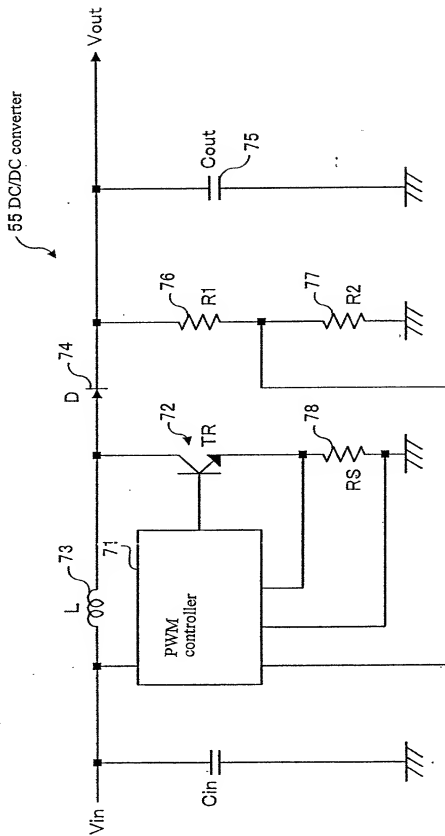 55 DC/DC converter
Vin
Vout
L
73
D
74
Cin
71
PWM
controller
72
TR
RS
78
76
R1
77
R2
Cout
75